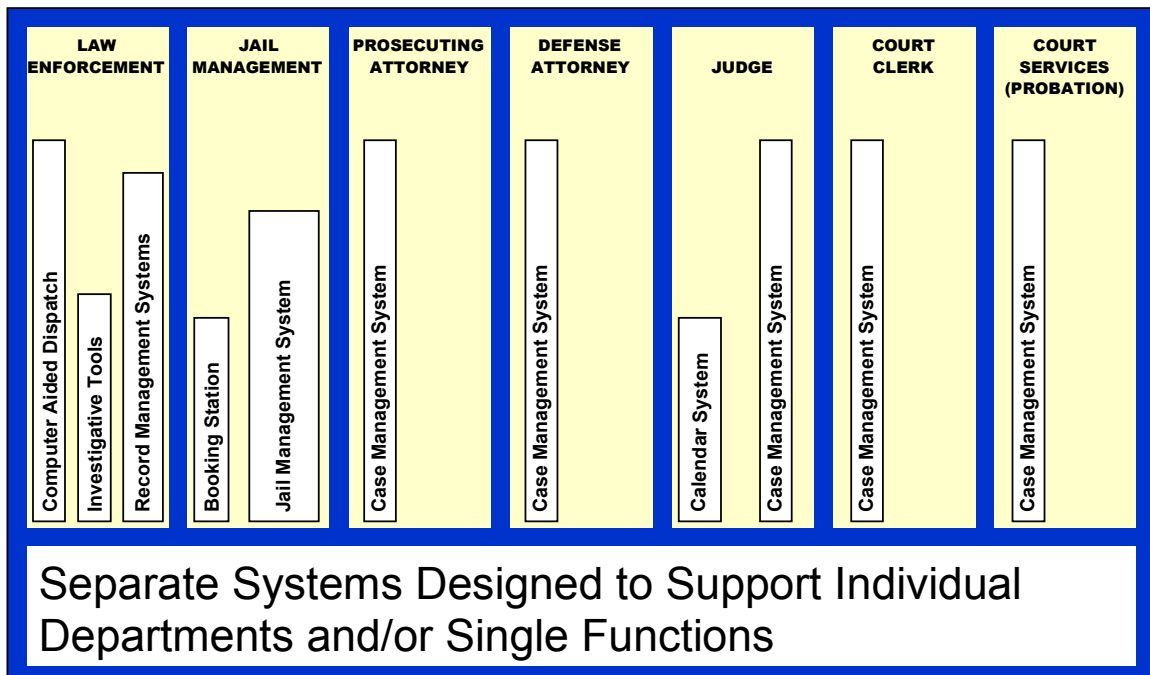 LAW
ENFORCEMENT
JAIL
MANAGEMENT
PROSECUTING
ATTORNEY
DEFENSE
ATTORNEY
JUDGE
COURT
CLERK
COURT
SERVICES
(PROBATION)
Computer Aided Dispatch
Investigative Tools
Record Management Systems
Booking Station
Jail Management System
Case Management System
Case Management System
Calendar System
Case Management System
Case Management System
Case Management System
Separate Systems Designed to Support Individual
Departments and/or Single Functions